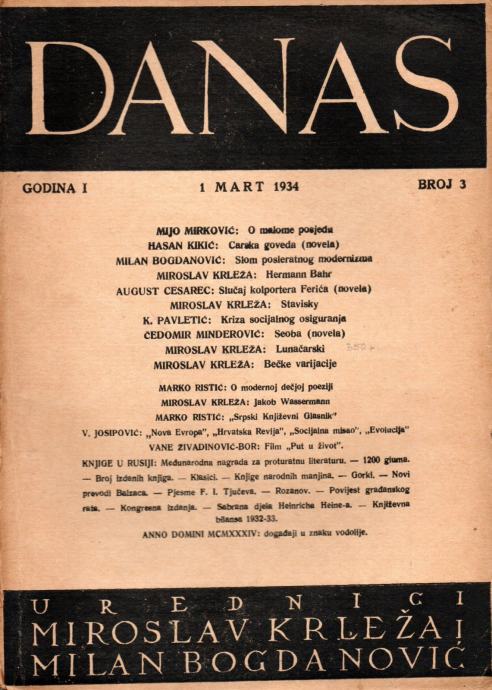 DANAS
GODINA I 1 MART 1934 BROJ 3
MIJO MIRKOVIĆ: O malome posjedu
HASAN KIKIĆ: Carska goveda (novela)
MILAN BOGDANOVIĆ: Slom posleratnog modernizma
MIROSLAV KRLEŽA: Hermann Bahr
AUGUST CESAREC: Slučaj kolportera Ferića (novela)
MIROSLAV KRLEŽA: Stavisky
K. PAVLETIĆ: Kriza socijalnog osiguranja
ČEDOMIR MINDEROVIĆ: Seoba (novela)
MIROSLAV KRLEŽA: Lunačarski
MIROSLAV KRLEŽA: Bečke varijacije
MARKO RISTIĆ: O modernoj dečjoj poeziji
MIROSLAV KRLEŽA: Jakob Wassermann
MARKO RISTIĆ: „Srpski Književni Glasnik"
V. JOSIPOVIĆ: „Nova Evropa", „Hrvatska Revija", „Socijalna misao", „Evolucija"
VANE ŽIVADINOVIĆ-BOR: Film „Put u život".
KNJIGE U RUSIJI: Međunarodna nagrada za proturatnu literaturu. — 1200 giuma.
— Broj izdanih knjiga. — Klasici. — Knjige narodnih manjina. — Gorki. — Novi
prevodi Balzaca. — Pjesme F. I. Tjučeva. — Rozanov. — Povijest građanskog
rata. — Kongresna izdanja. — Sabrana djela Heinricha Heine-a. — Književna
bilansa 1932-33.
ANNO DOMINI MCMXXXIV: događaji u znaku vodolije.
UREDNICI
MIROSLAV KRLEŽA I
MILAN BOGDANOVIĆ